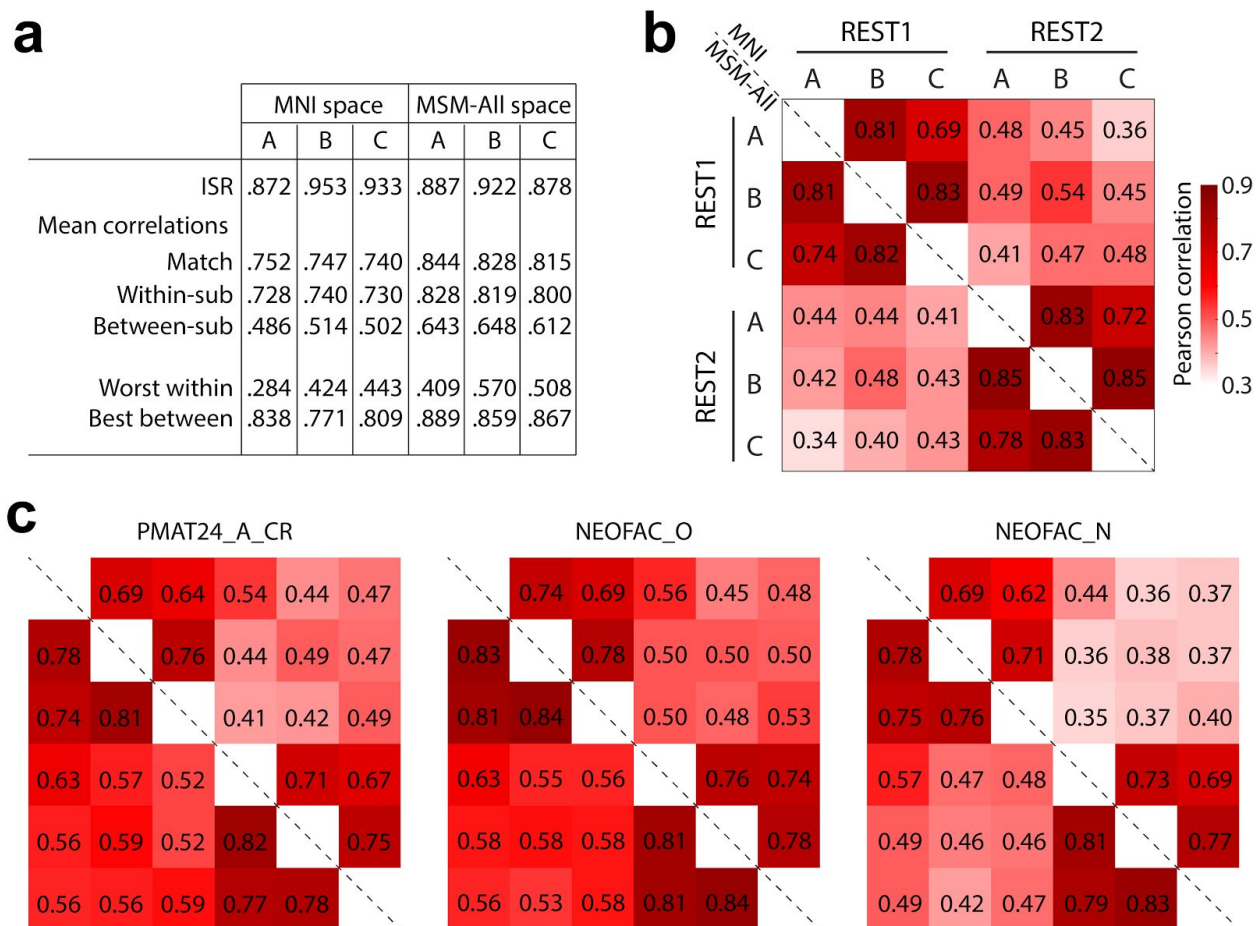 a
MNI space MSM-All space
A B C A B C
ISR .872 .953 .933 .887 .922 .878
Mean correlations
Match .752 .747 .740 .844 .828 .815
Within-sub .728 .740 .730 .828 .819 .800
Between-sub .486 .514 .502 .643 .648 .612
Worst within .284 .424 .443 .409 .570 .508
Best between .838 .771 .809 .889 .859 .867
b
MNI
MSM-All
REST1 REST2
A B C A B C
REST1
A 0.81 0.69 0.48 0.45 0.36
B 0.81 0.83 0.49 0.54 0.45
C 0.74 0.82 0.41 0.47 0.48
REST2
A 0.44 0.44 0.41 0.83 0.72
B 0.42 0.48 0.43 0.85 0.85
C 0.34 0.40 0.43 0.78 0.83
Pearson correlation
0.9
0.7
0.5
0.3
c
PMAT24_A_CR
0.69 0.64 0.54 0.44 0.47
0.78 0.76 0.44 0.49 0.47
0.74 0.81 0.41 0.42 0.49
0.63 0.57 0.52 0.71 0.67
0.56 0.59 0.52 0.82 0.75
0.56 0.56 0.59 0.77 0.78
NEOFAC_O
0.74 0.69 0.56 0.45 0.48
0.83 0.78 0.50 0.50 0.50
0.81 0.84 0.50 0.48 0.53
0.63 0.55 0.56 0.76 0.74
0.58 0.58 0.58 0.81 0.78
0.56 0.53 0.58 0.81 0.84
NEOFAC_N
0.69 0.62 0.44 0.36 0.37
0.78 0.71 0.36 0.38 0.37
0.75 0.76 0.35 0.37 0.40
0.57 0.47 0.48 0.73 0.69
0.49 0.46 0.46 0.81 0.77
0.49 0.42 0.47 0.79 0.83